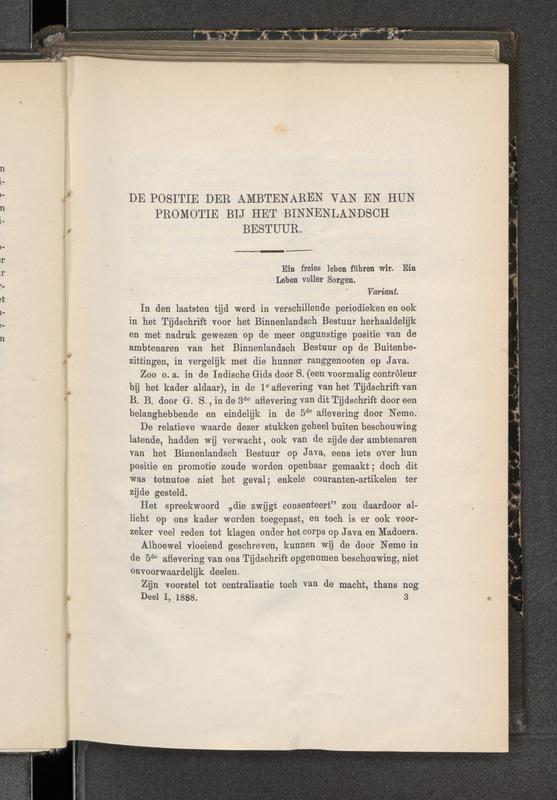 DE POSITIE DER AMBTENAREN VAN EN HUN
PROMOTIE BIJ HET BINNENLANDSCH
BESTUUR.
Ein freies leben führen wir. Ein
Leben voller Sorgen.
Variant.
In den laatsten tijd werd in verschillende periodieken en ook
in het Tijdschrift voor het Binnenlandsch Bestuur herhaaldelijk
en met nadruk gewezen op de meer ongunstige positie van de
ambtenaren van het Binnenlandsch Bestuur op de Buitenbe-
zittingen, in vergelijk met die hunner ranggenooten op Java.
Zoo o. a. in de Indische Gids door S. (een voormalig contrôleur
bij het kader aldaar), in de 1e aflevering van het Tijdschrift van
B. B. door G. S., in de 3de aflevering van dit Tijdschrift door een
belanghebbende en eindelijk in de 5de aflevering door Nemo.
De relatieve waarde dezer stukken geheel buiten beschouwing
latende, hadden wij verwacht, ook van de zijde der ambtenaren
van het Binnenlandsch Bestuur op Java, eens iets over hun
positie en promotie zoude worden openbaar gemaakt; doch dit
was totnutoe niet het geval; enkele couranten-artikelen ter
zijde gesteld.
Het spreekwoord „die zwijgt consenteert” zou daardoor al-
licht op ons kader worden toegepast, en toch is er ook voor-
zeker veel reden tot klagen onder het corps op Java en Madoera.
Alhoewel vloeiend geschreven, kunnen wij de door Nemo in
de 5de aflevering van ons Tijdschrift opgenomen beschouwing, niet
onvoorwaardelijk deelen.
Zijn voorstel tot centralisatie toch van de macht, thans nog
Deel I, 1888. 3